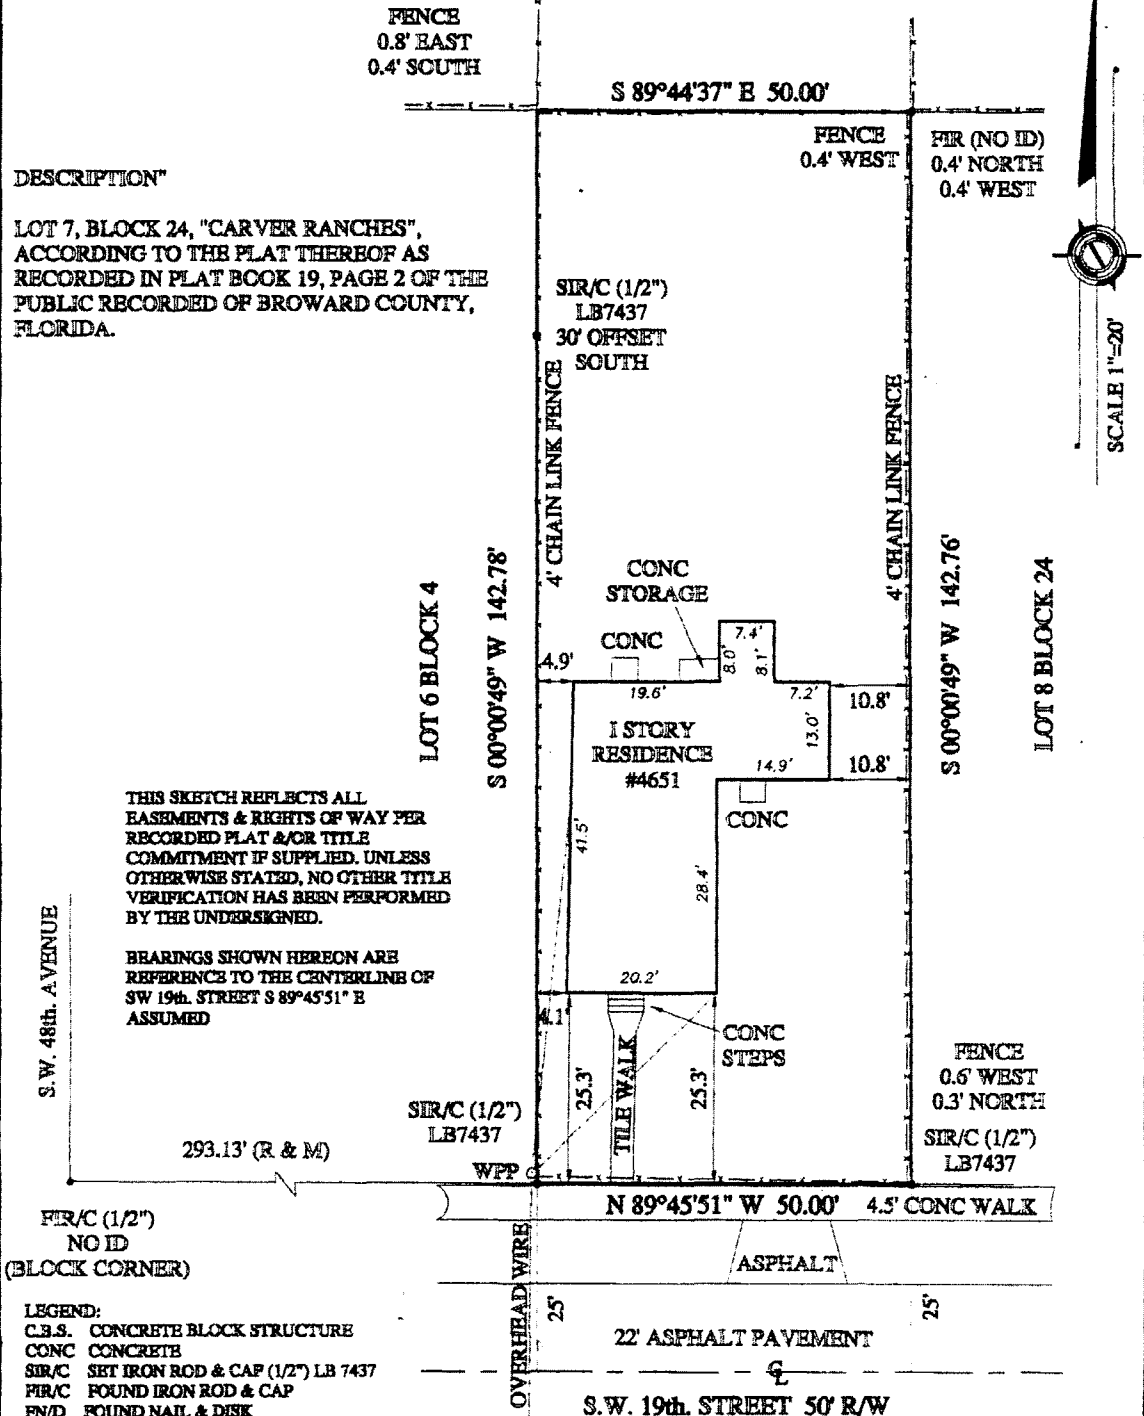 FENCE
0.8' EAST
0.4' SOUTH
S 89°44'37" E 50.00'
FENCE
0.4' WEST
FIR (NO ID)
0.4' NORTH
0.4' WEST
DESCRIPTION"
LOT 7, BLOCK 24, "CARVER RANCHES",
ACCORDING TO THE PLAT THEREOF AS
RECORDED IN PLAT BOOK 19, PAGE 2 OF THE
PUBLIC RECORDED OF BROWARD COUNTY,
FLORIDA.
SIR/C (1/2")
LB7437
30' OFFSET
SOUTH
SCALE 1"=20'
4' CHAIN LINK FENCE
4' CHAIN LINK FENCE
LOT 6 BLOCK 4
S 00°00'49" W 142.78'
S 00°00'49" W 142.76'
LOT 8 BLOCK 24
CONC
STORAGE
CONC
7.4'
8.0'
8.1'
4.9'
19.6'
7.2'
10.8'
13.0'
1 STORY
RESIDENCE
#4651
14.9'
10.8'
CONC
41.5'
28.4'
THIS SKETCH REFLECTS ALL
EASEMENTS & RIGHTS OF WAY PER
RECORDED PLAT &/OR TITLE
COMMITMENT IF SUPPLIED. UNLESS
OTHERWISE STATED, NO OTHER TITLE
VERIFICATION HAS BEEN PERFORMED
BY THE UNDERSIGNED.
BEARINGS SHOWN HEREON ARE
REFERENCE TO THE CENTERLINE OF
SW 19th. STREET S 89°45'51" E
ASSUMED
S.W. 48th. AVENUE
20.2'
4.1'
CONC
STEPS
25.3'
TILE WALK
25.3'
FENCE
0.6' WEST
0.3' NORTH
SIR/C (1/2")
LB7437
SIR/C (1/2")
LB7437
293.13' (R & M)
WPP
N 89°45'51" W 50.00'
4.5' CONC WALK
FIR/C (1/2")
NO ID
(BLOCK CORNER)
ASPHALT
OVERHEAD WIRE
25'
25'
22' ASPHALT PAVEMENT
CL
S.W. 19th. STREET 50' R/W
LEGEND:
C.B.S. CONCRETE BLOCK STRUCTURE
CONC CONCRETE
SIR/C SET IRON ROD & CAP (1/2") LB 7437
FIR/C FOUND IRON ROD & CAP
FN/D FOUND NAIL & DISK